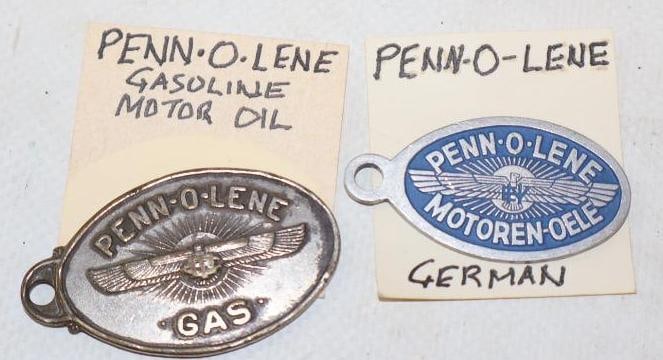 PENN·O·LENE
GASOLINE
MOTOR OIL
PENN-O-LENE
·GAS·
PENN-O-LENE
PENN·O·LENE
MOTOREN-OELE
GERMAN